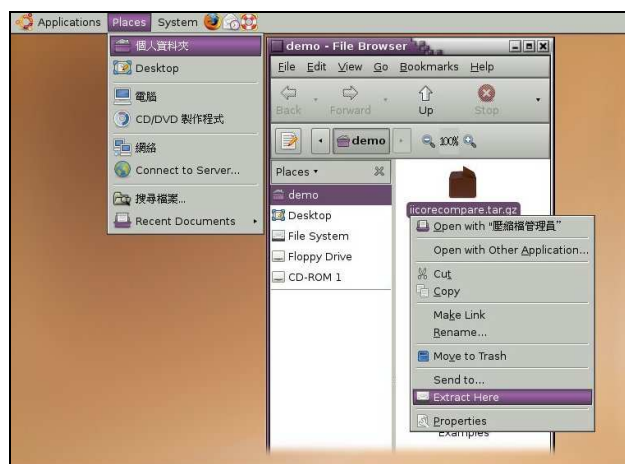 Applications Places System
個人資料夾
Desktop
電腦
CD/DVD 製作程式
網絡
Connect to Server...
搜尋檔案...
Recent Documents
demo - File Browser
File Edit View Go Bookmarks Help
Back Forward Up Stop
demo 100%
Places
demo
Desktop
File System
Floppy Drive
CD-ROM 1
iicorecompare.tar.gz
Open with "壓縮檔管理員"
Open with Other Application...
Cut
Copy
Make Link
Rename...
Move to Trash
Send to...
Extract Here
Properties
Examples